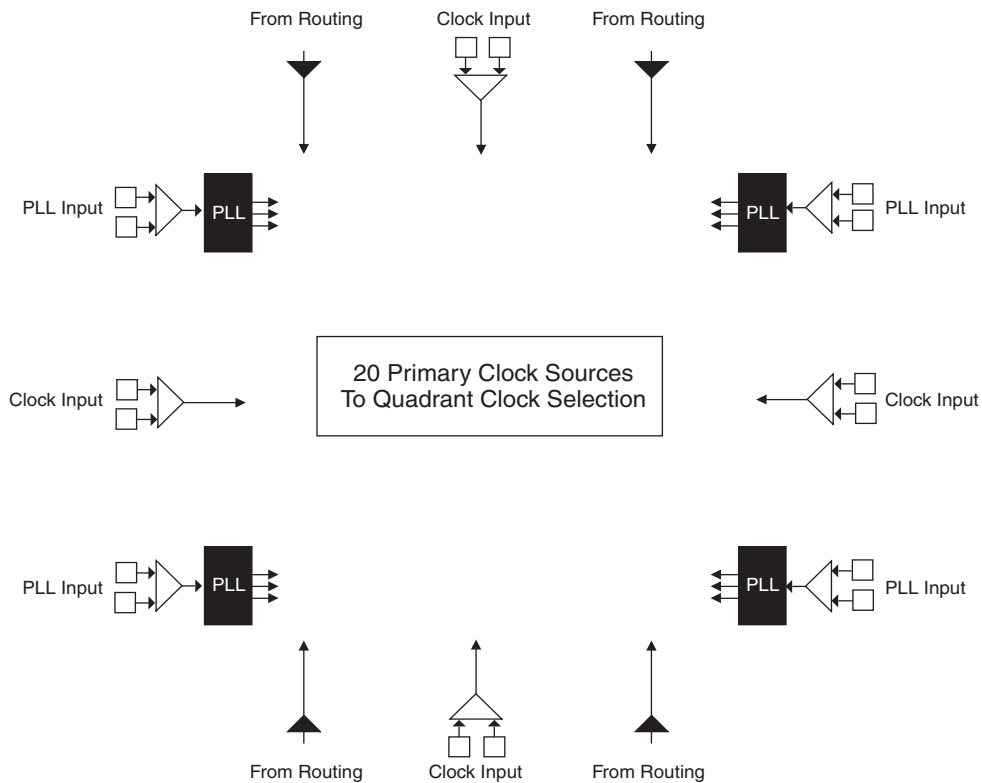 From Routing
Clock Input
From Routing
PLL Input
PLL
PLL
PLL Input
Clock Input
20 Primary Clock Sources
To Quadrant Clock Selection
Clock Input
PLL Input
PLL
PLL
PLL Input
From Routing
Clock Input
From Routing